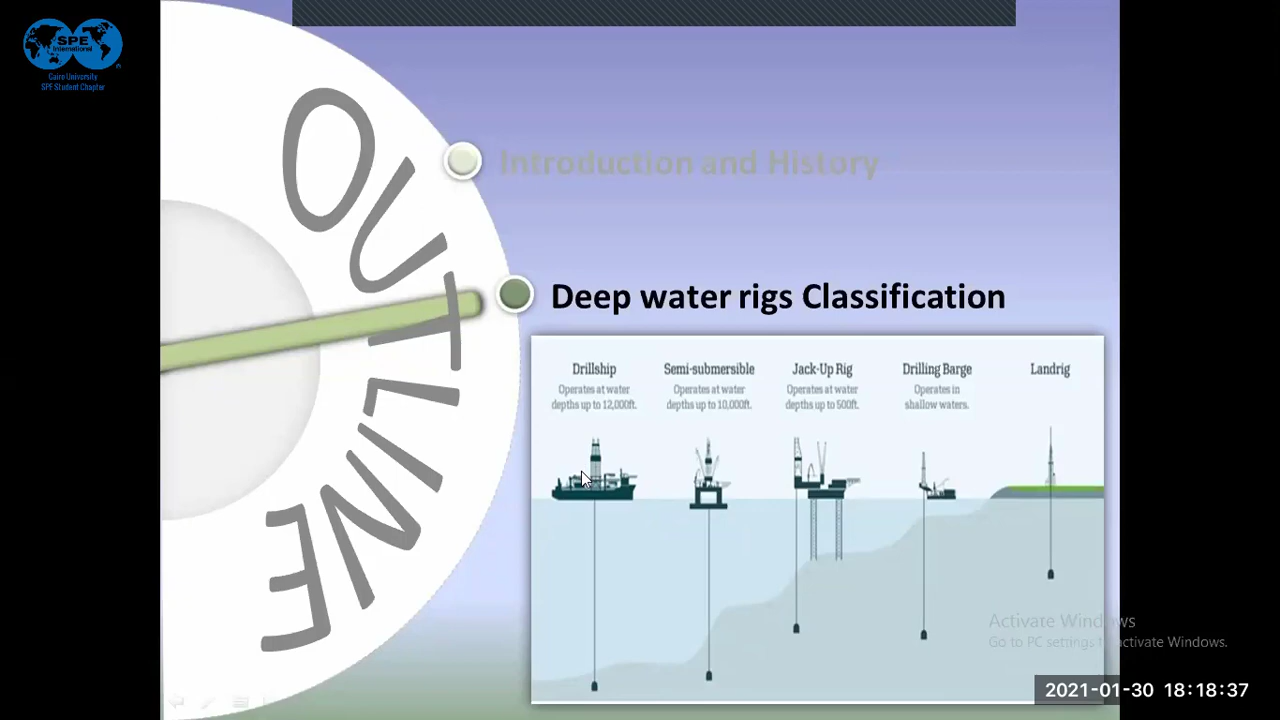 SPE
International
Cairo University
SPE Student Chapter
OUTLINE
Introduction and History
Deep water rigs Classification
Drillship
Operates at water
depths up to 12,000ft.
Semi-submersible
Operates at water
depths up to 10,000ft.
Jack-Up Rig
Operates at water
depths up to 500ft.
Drilling Barge
Operates in
shallow waters.
Landrig
Activate Windows
Go to PC settings to activate Windows.
2021-01-30 18:18:37